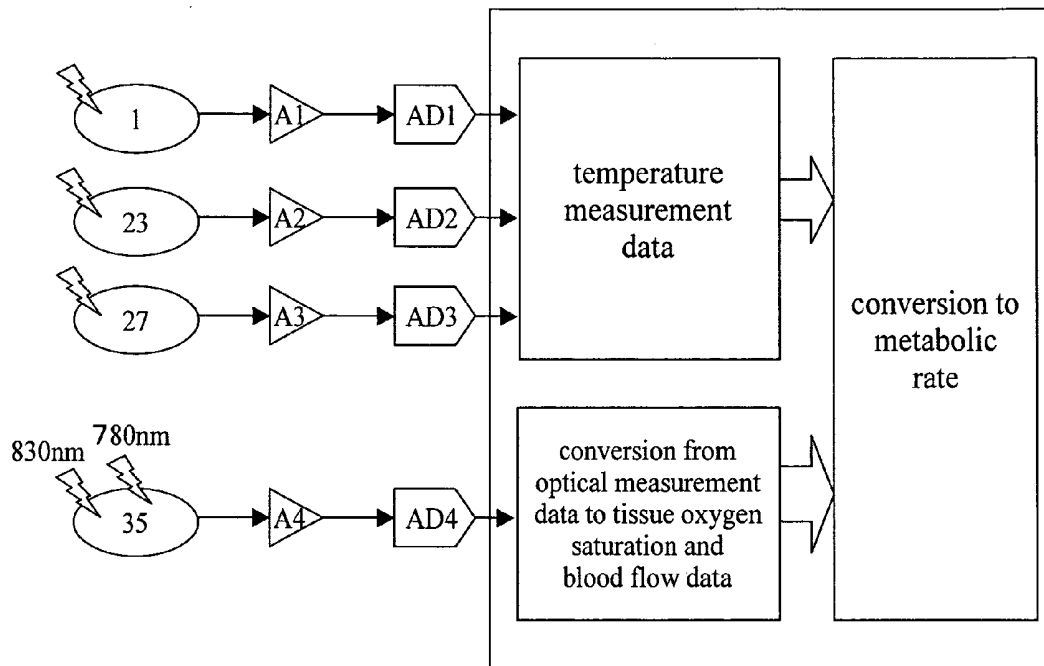 1
A1
AD1
23
A2
AD2
27
A3
AD3
temperature
measurement
data
conversion to
metabolic
rate
830nm
780nm
35
A4
AD4
conversion from
optical measurement
data to tissue oxygen
saturation and
blood flow data